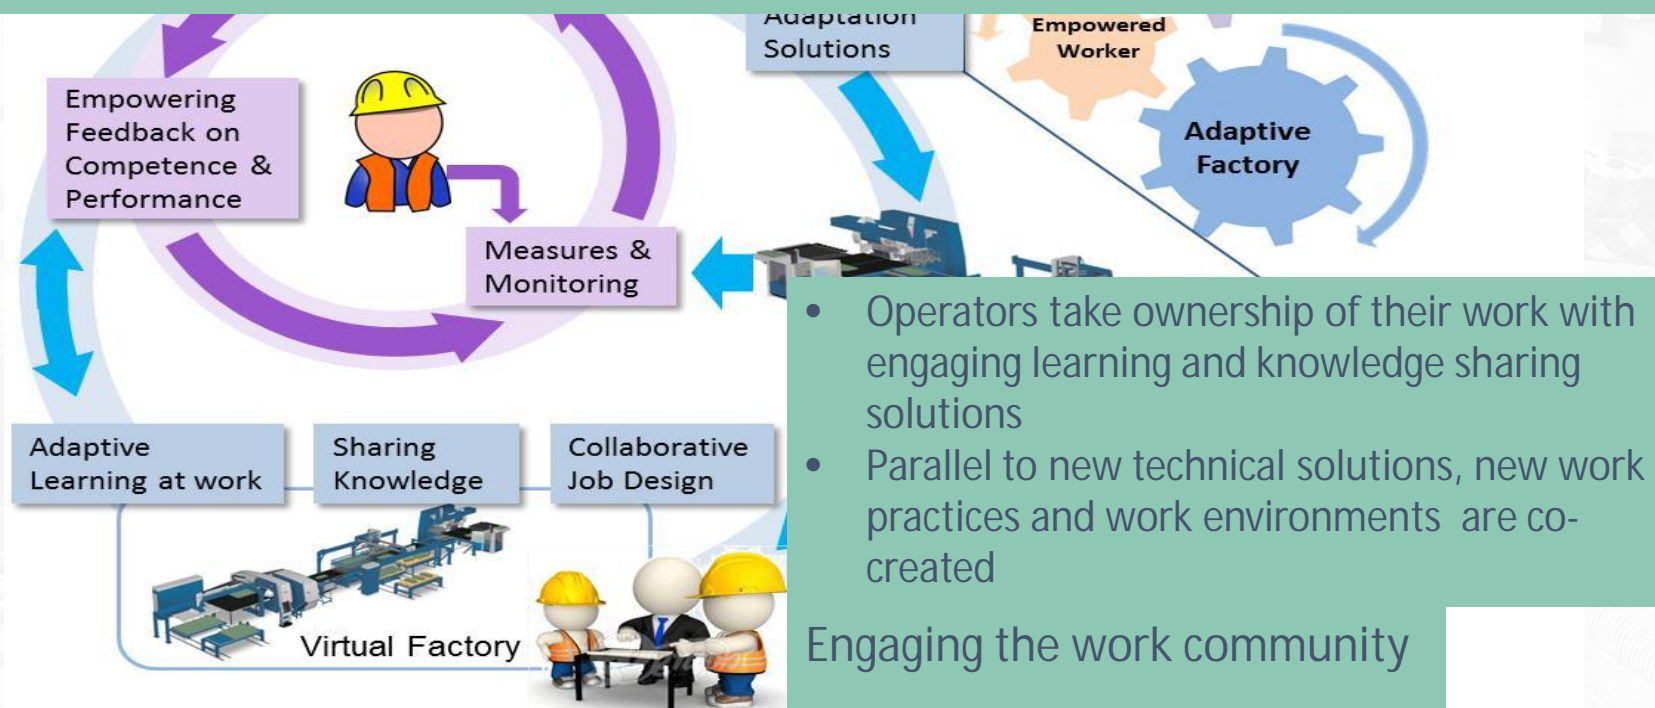 Adaptation
Solutions
Empowered
Worker
Adaptive
Factory
Empowering
Feedback on
Competence &
Performance
Measures &
Monitoring
• Operators take ownership of their work with
engaging learning and knowledge sharing
solutions
• Parallel to new technical solutions, new work
practices and work environments are co-
created
Adaptive
Learning at work
Sharing
Knowledge
Collaborative
Job Design
Virtual Factory
Engaging the work community